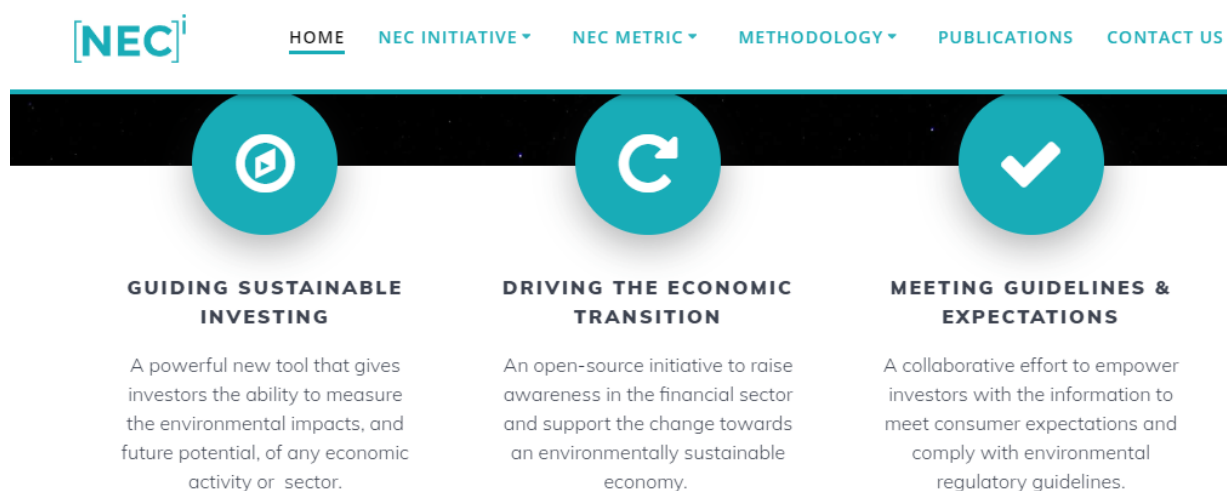 [NEC]i
HOME
NEC INITIATIVE
NEC METRIC
METHODOLOGY
PUBLICATIONS
CONTACT US
GUIDING SUSTAINABLE
INVESTING
A powerful new tool that gives
investors the ability to measure
the environmental impacts, and
future potential, of any economic
activity or sector.
DRIVING THE ECONOMIC
TRANSITION
An open-source initiative to raise
awareness in the financial sector
and support the change towards
an environmentally sustainable
economy.
MEETING GUIDELINES &
EXPECTATIONS
A collaborative effort to empower
investors with the information to
meet consumer expectations and
comply with environmental
regulatory guidelines.